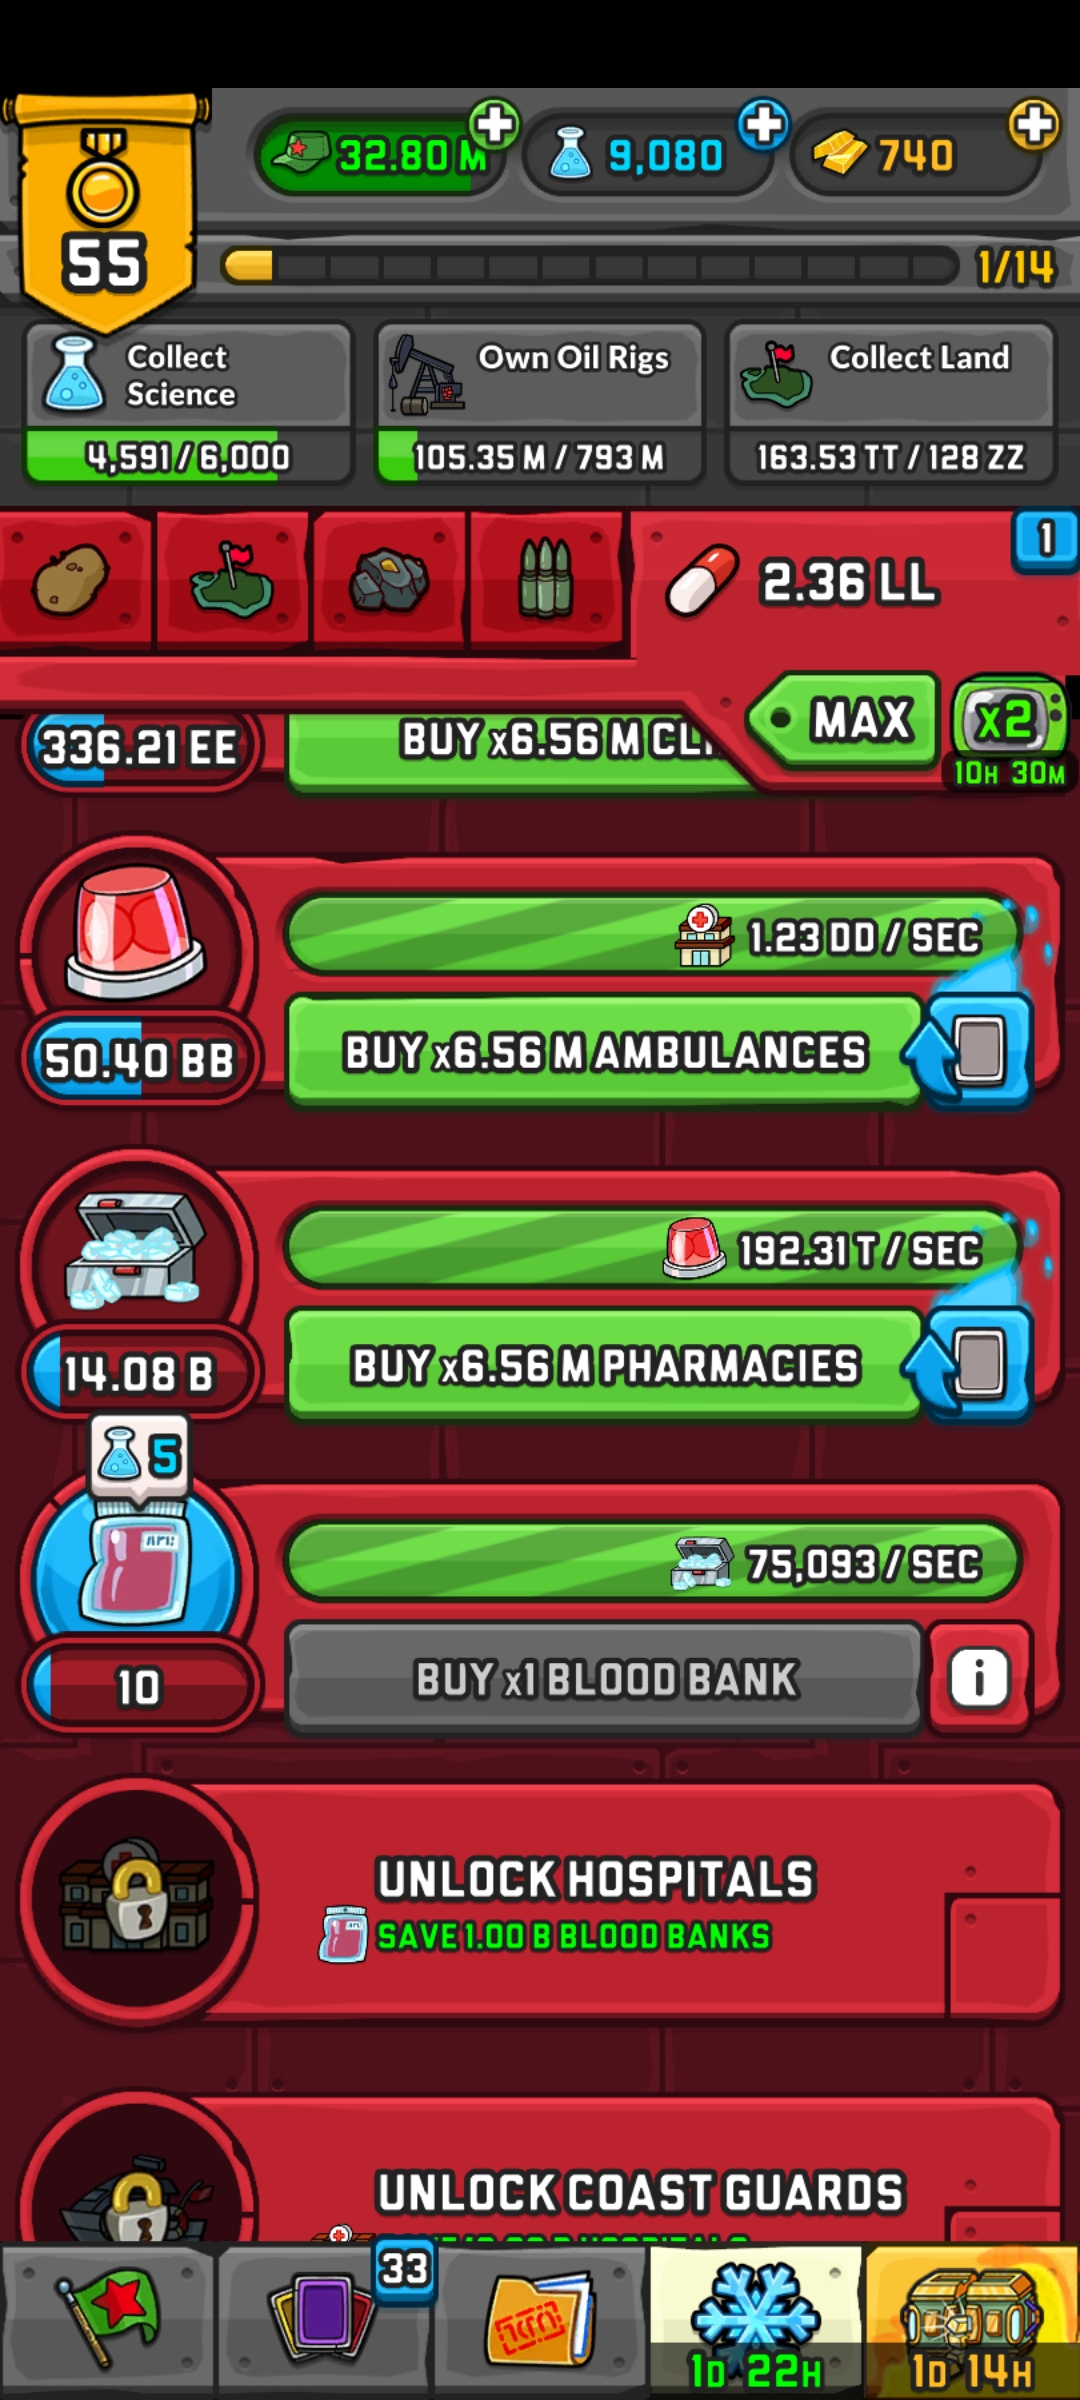 55
32.80 M
9,080
740
1/14
Collect
Science
4,591 / 6,000
Own Oil Rigs
105.35 M / 793 M
Collect Land
163.53 TT / 128 ZZ
1
2.36 LL
MAX
x2
10H 30M
336.21 EE
BUY x6.56 M
1.23 DD / SEC
50.40 BB
BUY x6.56 M AMBULANCES
192.31 T / SEC
14.08 B
BUY x6.56 M PHARMACIES
5
75,093 / SEC
10
BUY x1 BLOOD BANK
i
UNLOCK HOSPITALS
SAVE 1.00 B BLOOD BANKS
UNLOCK COAST GUARDS
33
1D 22H
1D 14H